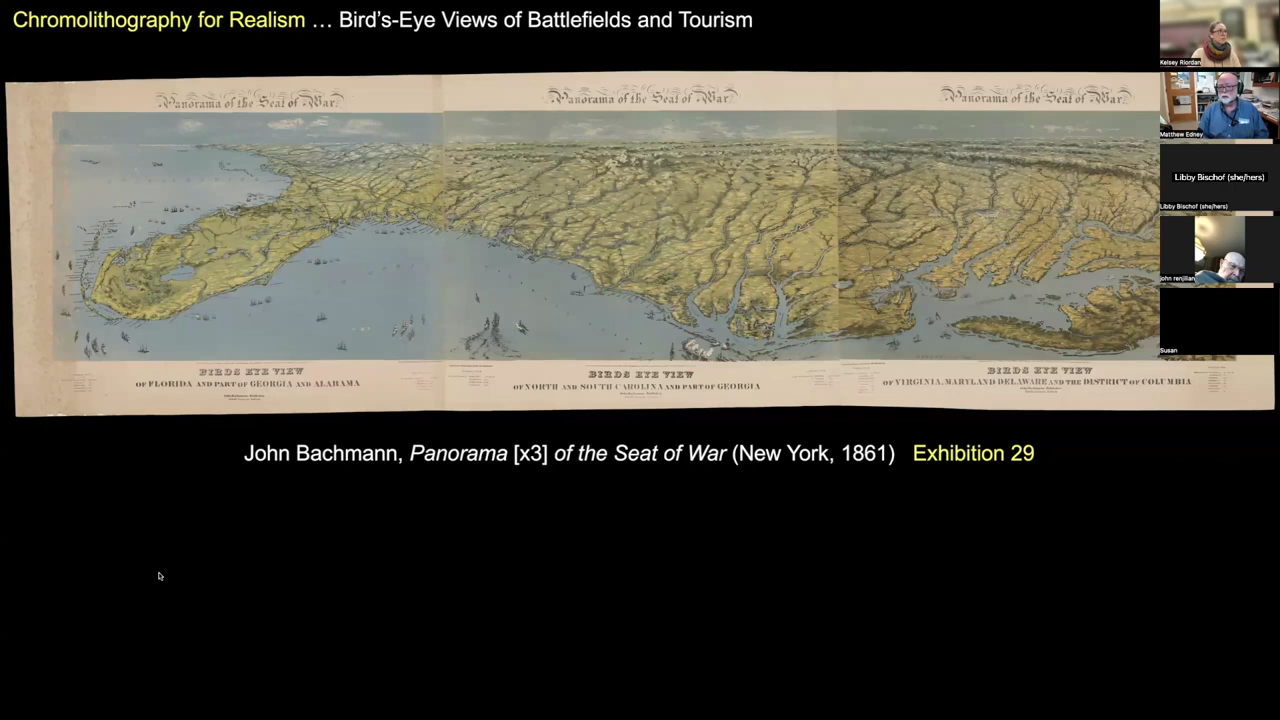 Chromolithography for Realism … Bird's-Eye Views of Battlefields and Tourism
Panorama of the Seat of War.
Panorama of the Seat of War.
Panorama of the Seat of War.
BIRDS EYE VIEW
OF FLORIDA AND PART OF GEORGIA AND ALABAMA
BIRDS EYE VIEW
OF NORTH AND SOUTH CAROLINA AND PART OF GEORGIA
BIRDS EYE VIEW
OF VIRGINIA, MARYLAND DELAWARE AND THE DISTRICT OF COLUMBIA
John Bachmann, Panorama [x3] of the Seat of War (New York, 1861) Exhibition 29
Kelsey Riordan
Matthew Edney
Libby Bischof (she/hers)
Libby Bischof (she/hers)
john renjilian
Susan